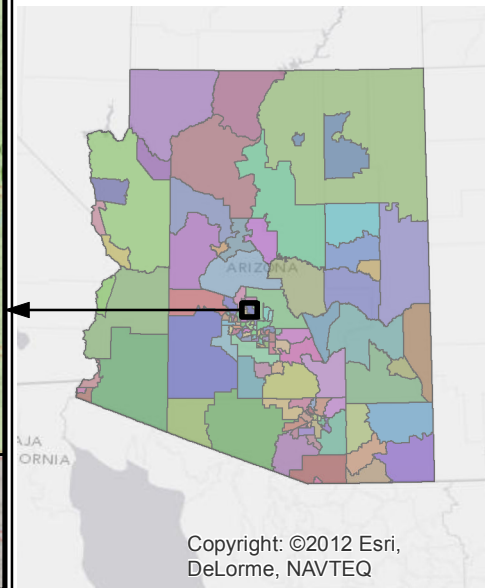 ARIZONA
AJA
ORNIA
Copyright: ©2012 Esri,
DeLorme, NAVTEQ